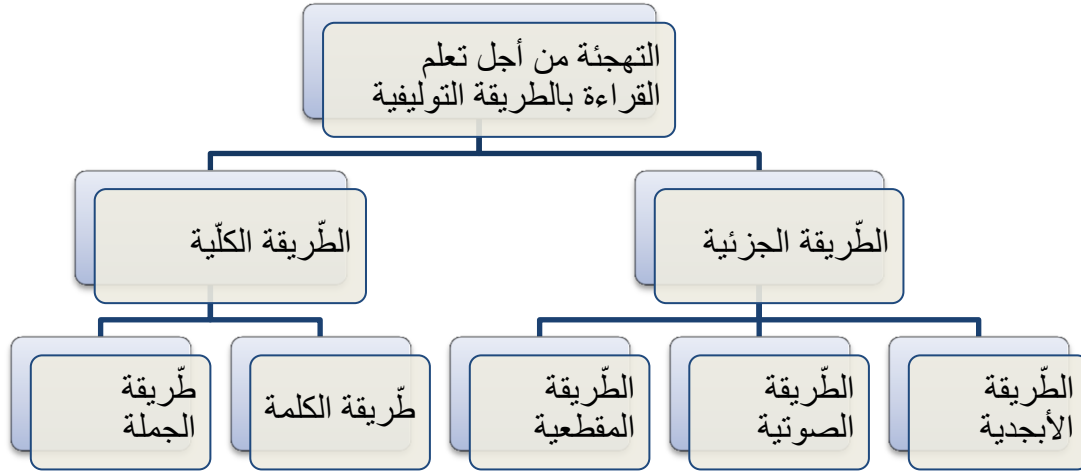 التهجئة من أجل تعلم
القراءة بالطريقة التوليفية
الطّريقة الجزئية
الطّريقة الكلّية
الطّريقة
الأبجدية
الطّريقة
الصوتية
الطّريقة
المقطعية
طّريقة الكلمة
طّريقة
الجملة